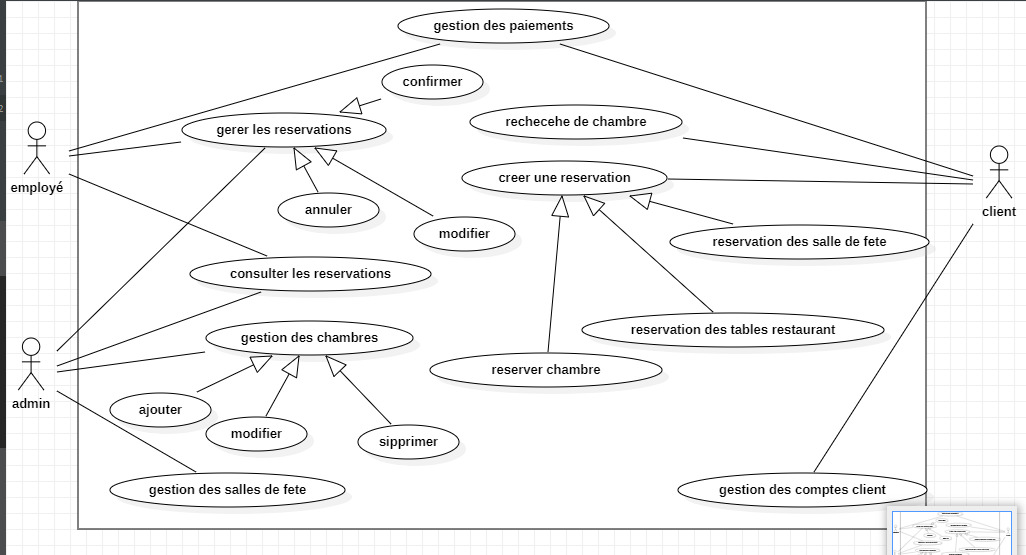 gestion des paiements
confirmer
rechecehe de chambre
gerer les reservations
employé
creer une reservation
client
annuler
modifier
reservation des salle de fete
consulter les reservations
gestion des chambres
reservation des tables restaurant
reserver chambre
admin
ajouter
modifier
sipprimer
gestion des salles de fete
gestion des comptes client
1
2